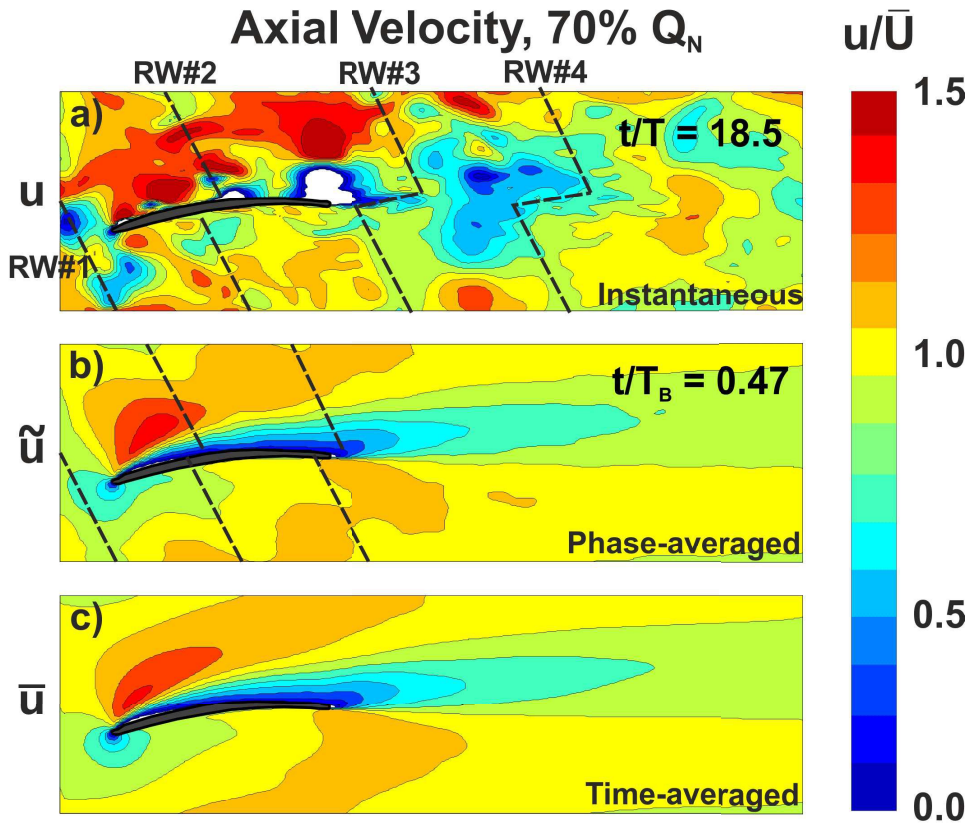 Axial Velocity, 70% Q_N
u/Ū
RW#2 RW#3 RW#4
a)
t/T = 18.5
u
RW#1
Instantaneous
b)
t/T_B = 0.47
ũ
Phase-averaged
c)
ū
Time-averaged
1.5
1.0
0.5
0.0